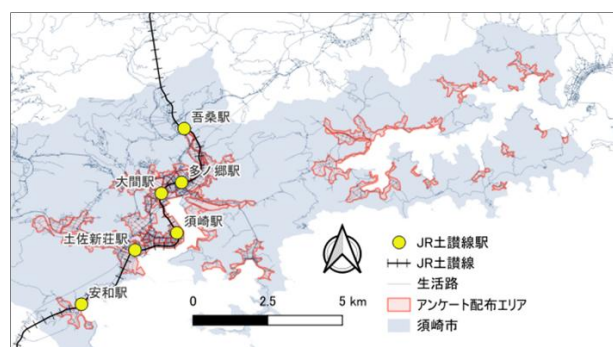 吾桑駅
多ノ郷駅
大間駅
須崎駅
土佐新荘駅
安和駅
0 2.5 5 km
JR土讃線駅
JR土讃線
生活路
アンケート配布エリア
須崎市